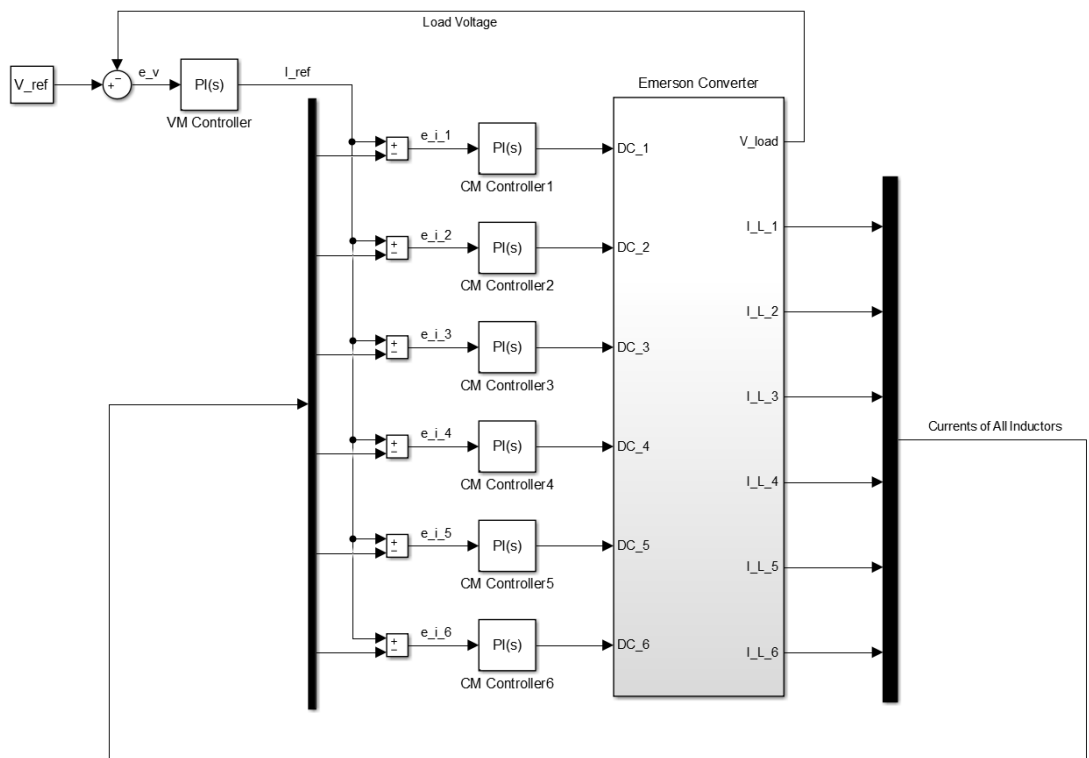 Load Voltage
V_ref
+
−
e_v
PI(s)
VM Controller
I_ref
Emerson Converter
+
−
e_i_1
PI(s)
CM Controller1
DC_1
V_load
+
−
e_i_2
PI(s)
CM Controller2
DC_2
I_L_1
+
−
e_i_3
PI(s)
CM Controller3
DC_3
I_L_2
+
−
e_i_4
PI(s)
CM Controller4
DC_4
I_L_3
+
−
e_i_5
PI(s)
CM Controller5
DC_5
I_L_4
+
−
e_i_6
PI(s)
CM Controller6
DC_6
I_L_5
I_L_6
Currents of All Inductors